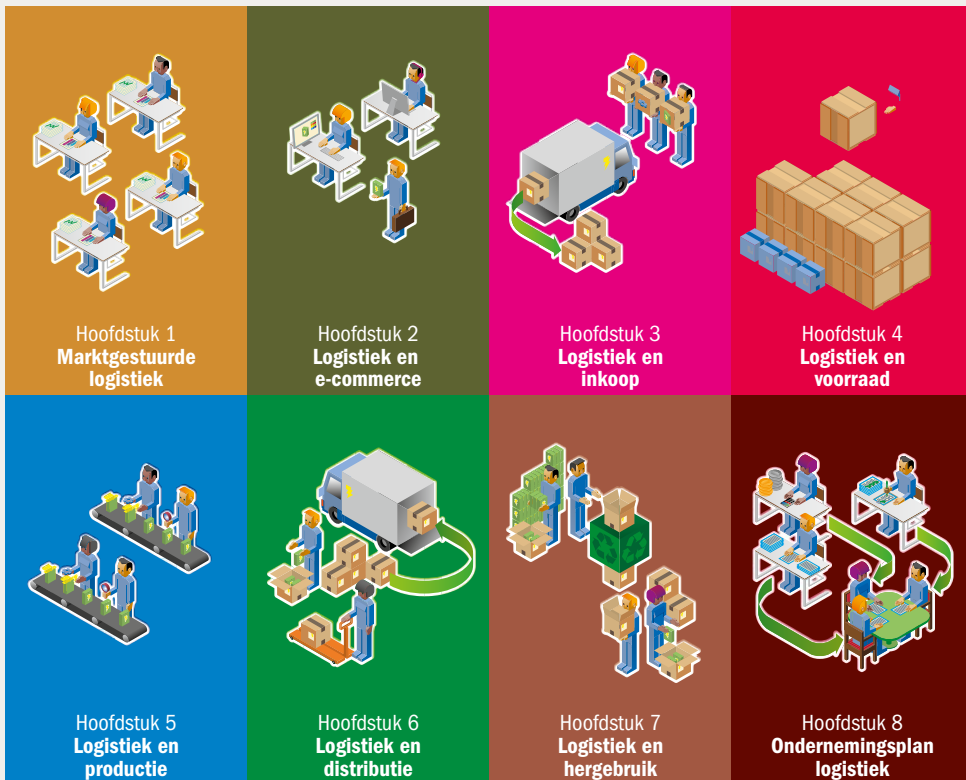 Hoofdstuk 1
Marktgestuurde
logistiek
Hoofdstuk 2
Logistiek en
e-commerce
Hoofdstuk 3
Logistiek en
inkoop
Hoofdstuk 4
Logistiek en
voorraad
Hoofdstuk 5
Logistiek en
productie
Hoofdstuk 6
Logistiek en
distributie
Hoofdstuk 7
Logistiek en
hergebruik
Hoofdstuk 8
Ondernemingsplan
logistiek